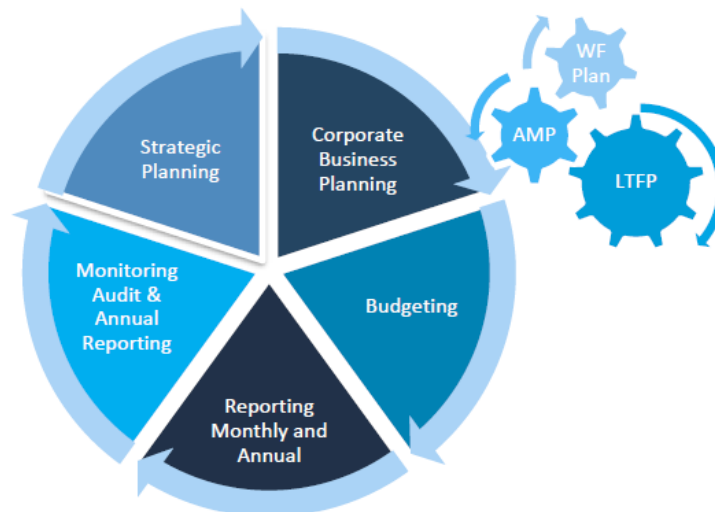 Strategic
Planning
Corporate
Business
Planning
WF
Plan
AMP
LTFP
Budgeting
Reporting
Monthly and
Annual
Monitoring
Audit &
Annual
Reporting